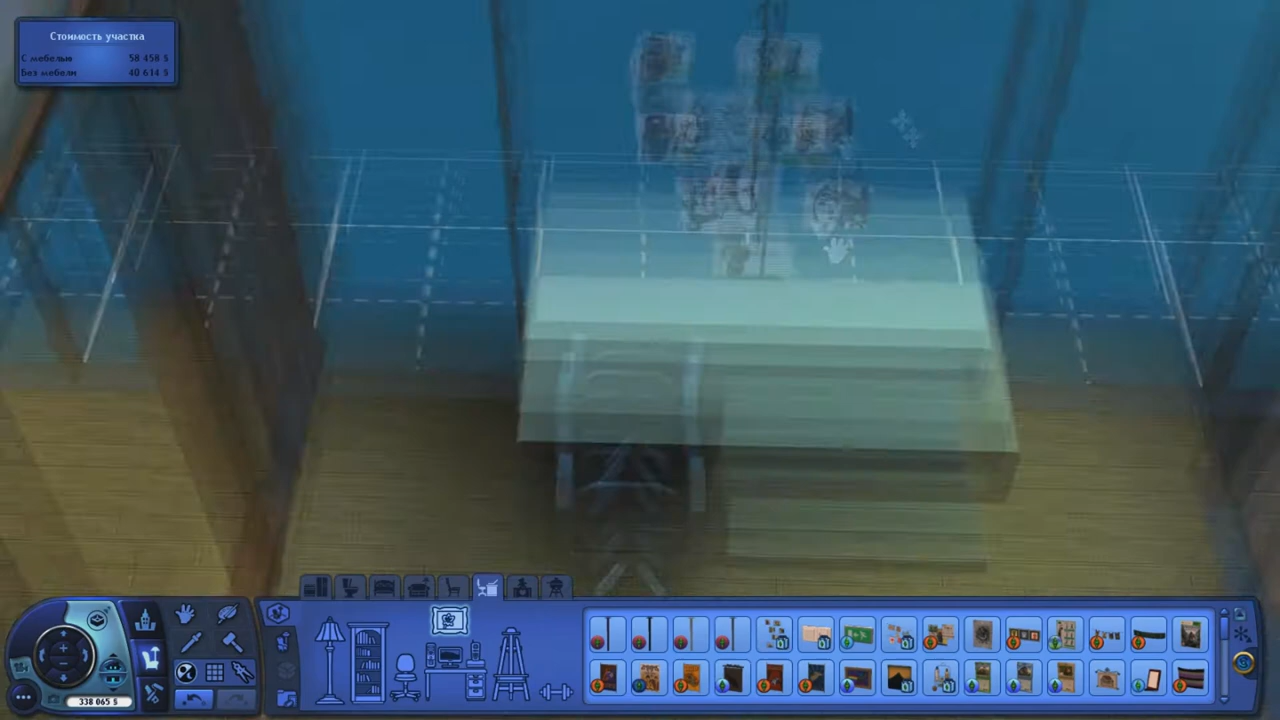 Стоимость участка
С мебелью 58 458 $
Без мебели 40 614 $
338 065 $